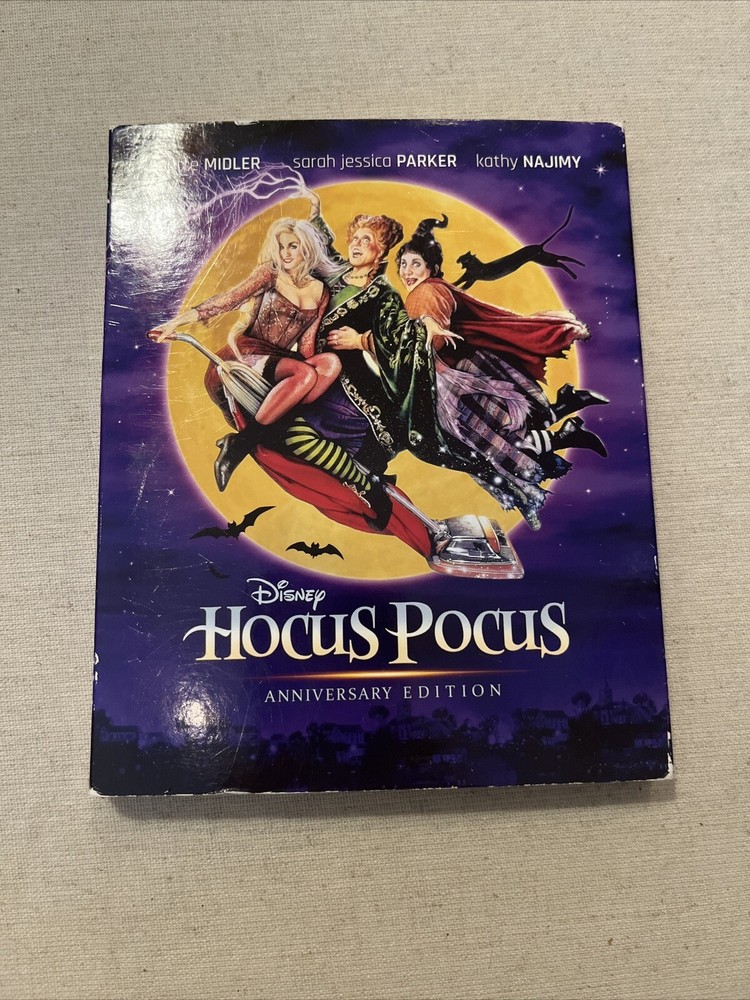 MIDLER sarah jessica PARKER kathy NAJIMY
Disney
HOCUS POCUS
ANNIVERSARY EDITION